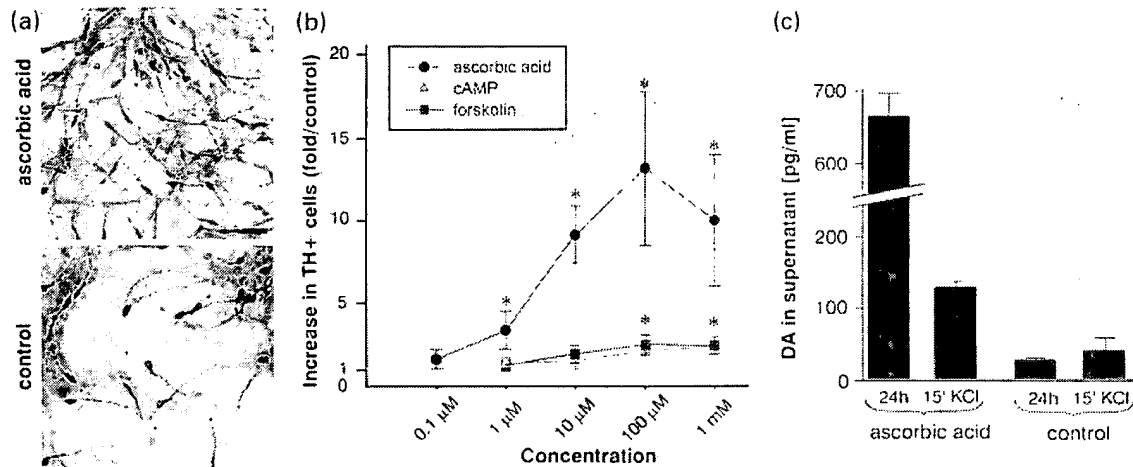 (a)
ascorbic acid
control
(b)
Increase in TH+ cells (fold/control)
20
15
10
5
1
0
ascorbic acid
cAMP
forskolin
*
*
*
*
*
*
0.1 µM
1 µM
10 µM
100 µM
1 mM
Concentration
(c)
DA in supernatant [pg/ml]
700
600
200
100
0
24h 15' KCl 24h 15' KCl
ascorbic acid control